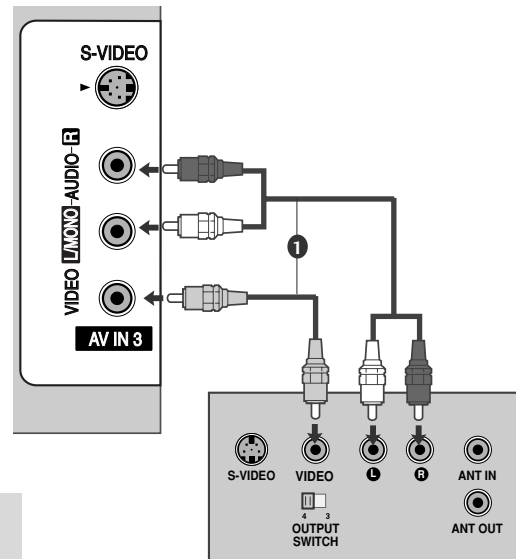 S-VIDEO
VIDEO L/MONO-AUDIO-R
AV IN 3
1
S-VIDEO VIDEO L R ANT IN
4 3
OUTPUT
SWITCH
ANT OUT